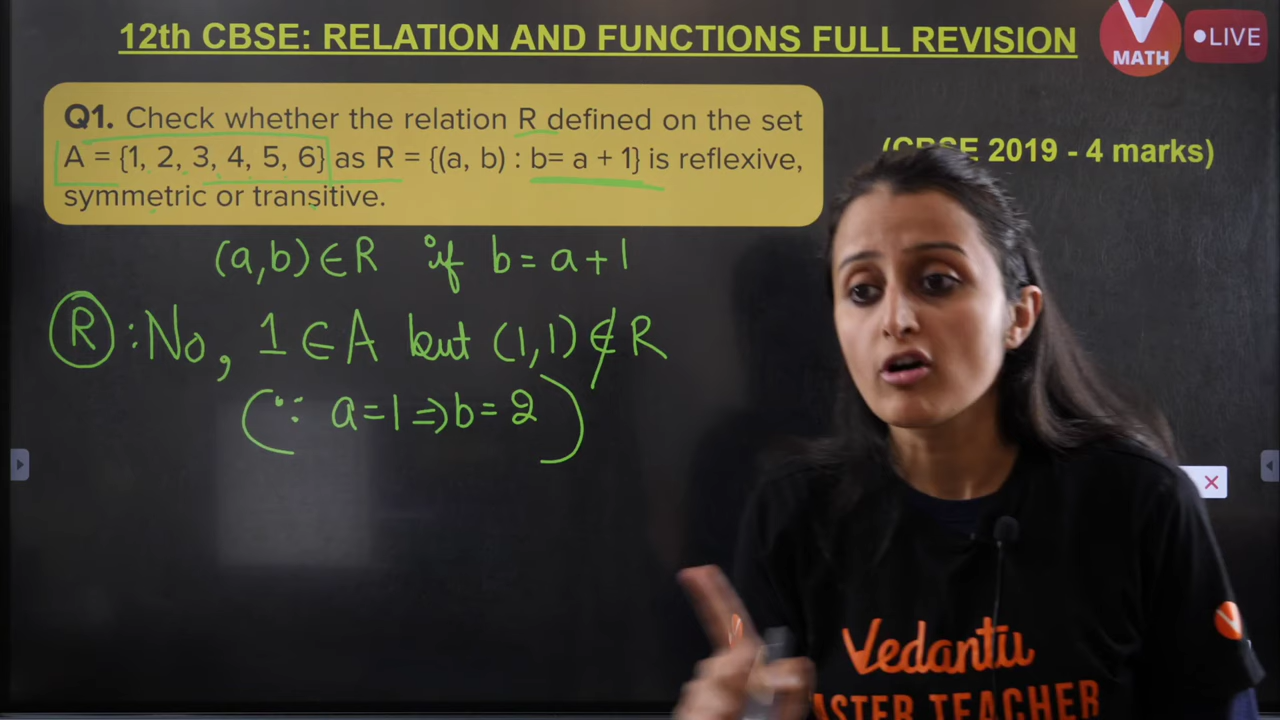 12th CBSE: RELATION AND FUNCTIONS FULL REVISION
V
MATH
LIVE
Q1. Check whether the relation R defined on the set
A = {1, 2, 3, 4, 5, 6} as R = {(a, b) : b= a + 1} is reflexive,
symmetric or transitive.
(CBSE 2019 - 4 marks)
(a,b) ∈ R if b = a + 1
R : No, 1 ∈ A but (1,1) ∉ R
(∵ a=1 ⇒ b = 2)
Vedantu
TEACHER